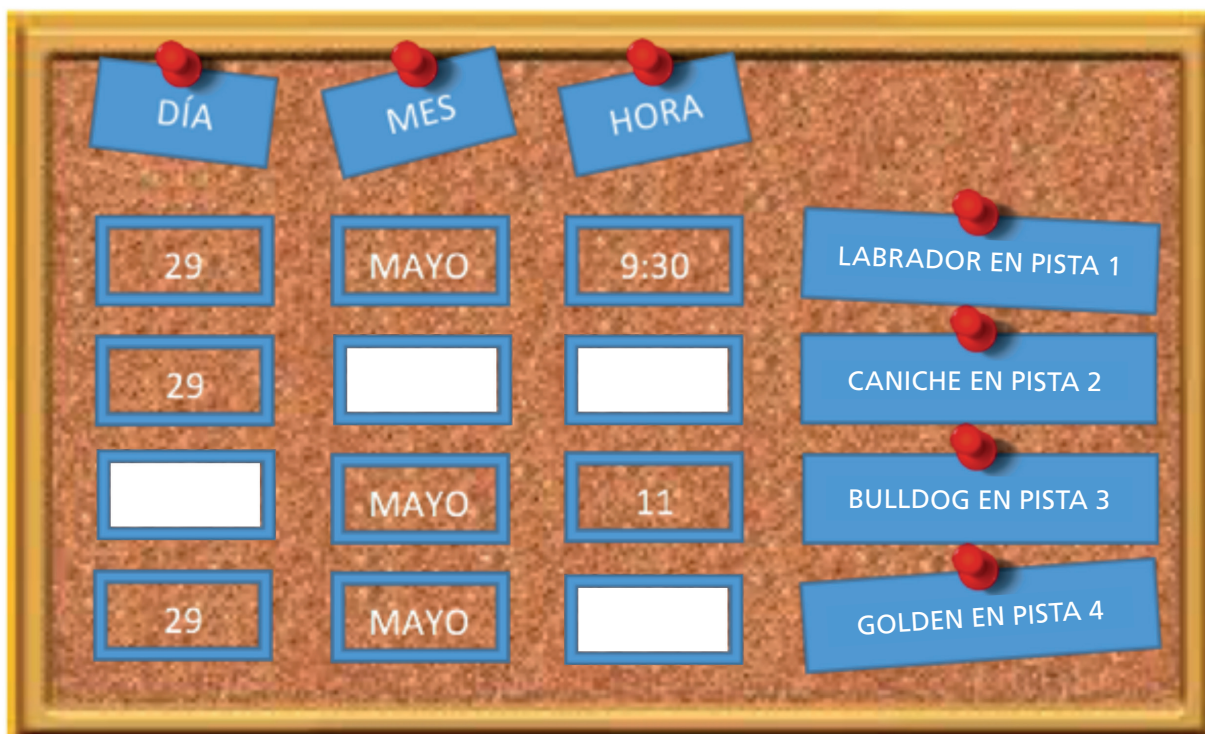 DÍA MES HORA
29 MAYO 9:30 LABRADOR EN PISTA 1
29 CANICHE EN PISTA 2
MAYO 11 BULLDOG EN PISTA 3
29 MAYO GOLDEN EN PISTA 4